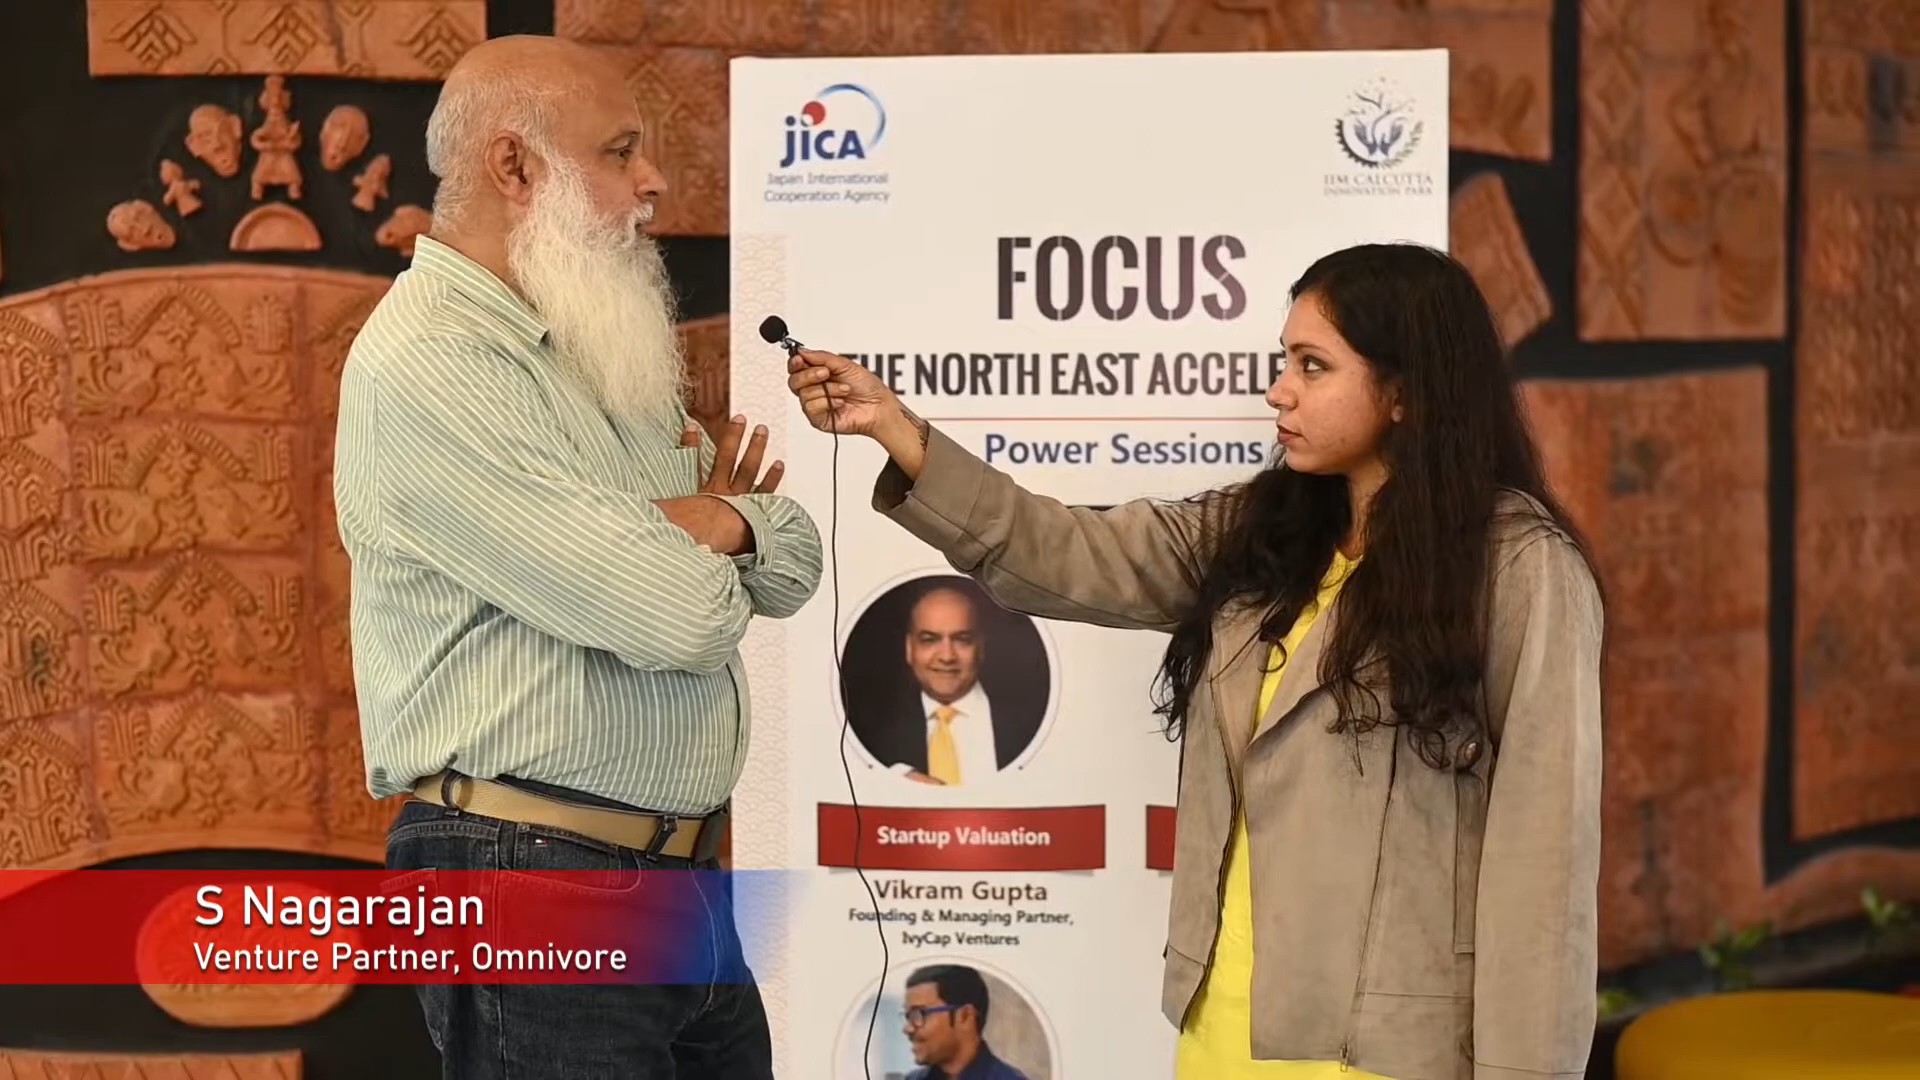 JICA
Japan International
Cooperation Agency
IIM CALCUTTA
INNOVATION PARK
FOCUS
THE NORTH EAST ACCELE
Power Sessions
Startup Valuation
Vikram Gupta
Founding & Managing Partner,
IvyCap Ventures
S Nagarajan
Venture Partner, Omnivore